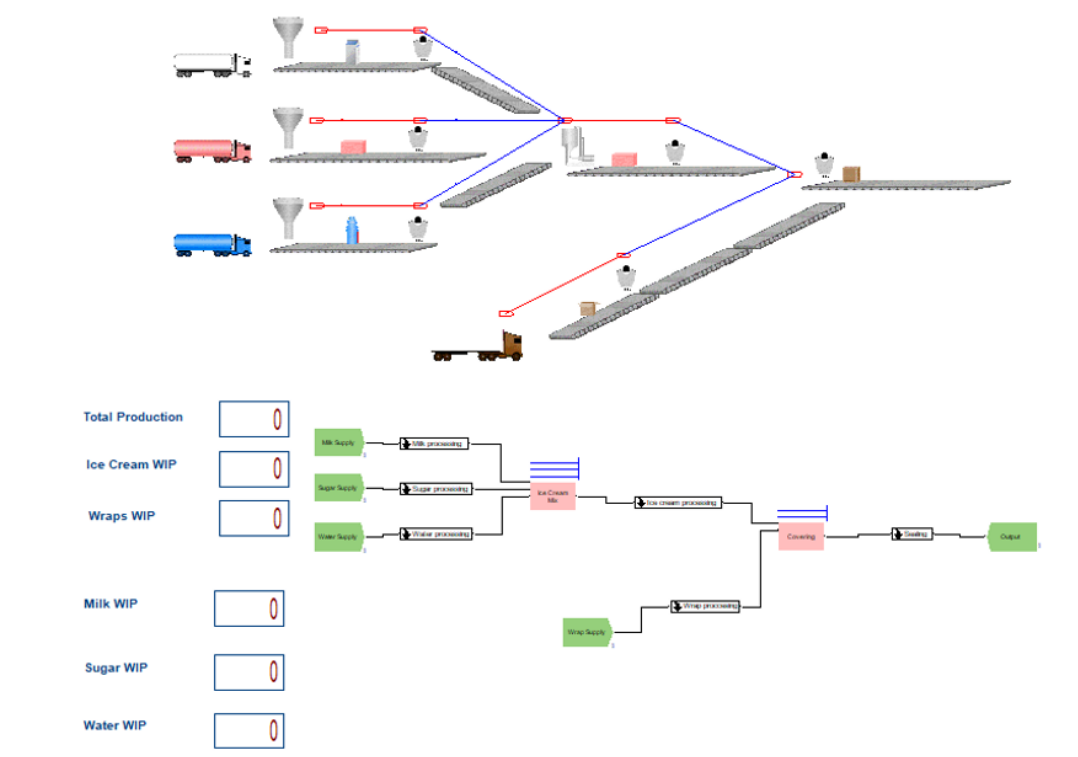 Total Production
0
Ice Cream WIP
0
Wraps WIP
0
Milk WIP
0
Sugar WIP
0
Water WIP
0
Milk Supply
Milk processing
Sugar Supply
Sugar processing
Water Supply
Water processing
Ice Cream
Mix
Ice cream processing
Covering
Sealing
Output
Wrap Supply
Wrap processing